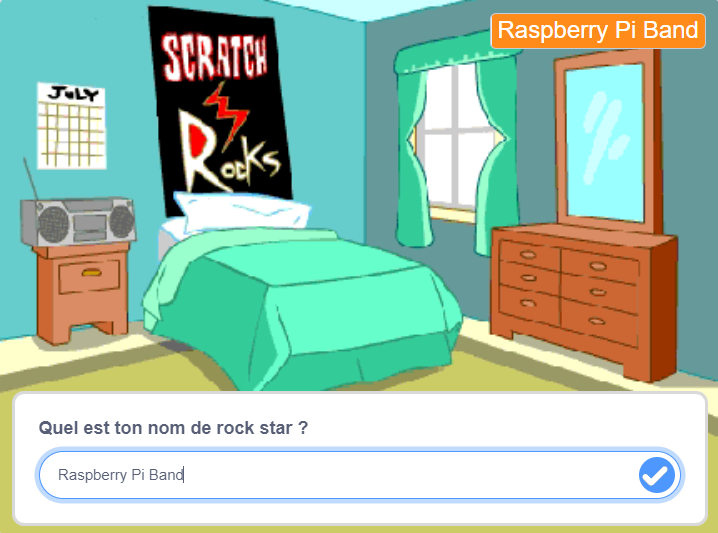 Raspberry Pi Band
SCRATCH
ROCKS
JULY
Quel est ton nom de rock star ?
Raspberry Pi Band